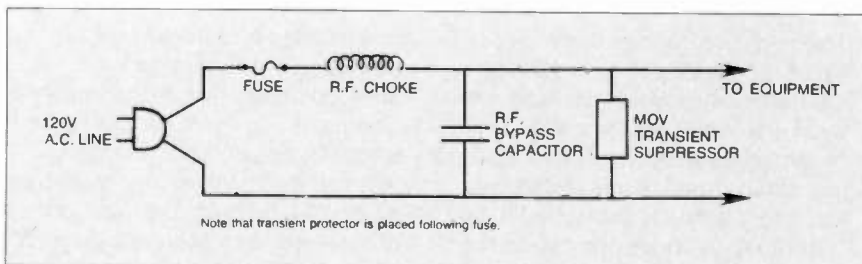 FUSE
R.F. CHOKE
TO EQUIPMENT
120V
A.C. LINE
R.F.
BYPASS
CAPACITOR
MOV
TRANSIENT
SUPPRESSOR
Note that transient protector is placed following fuse.